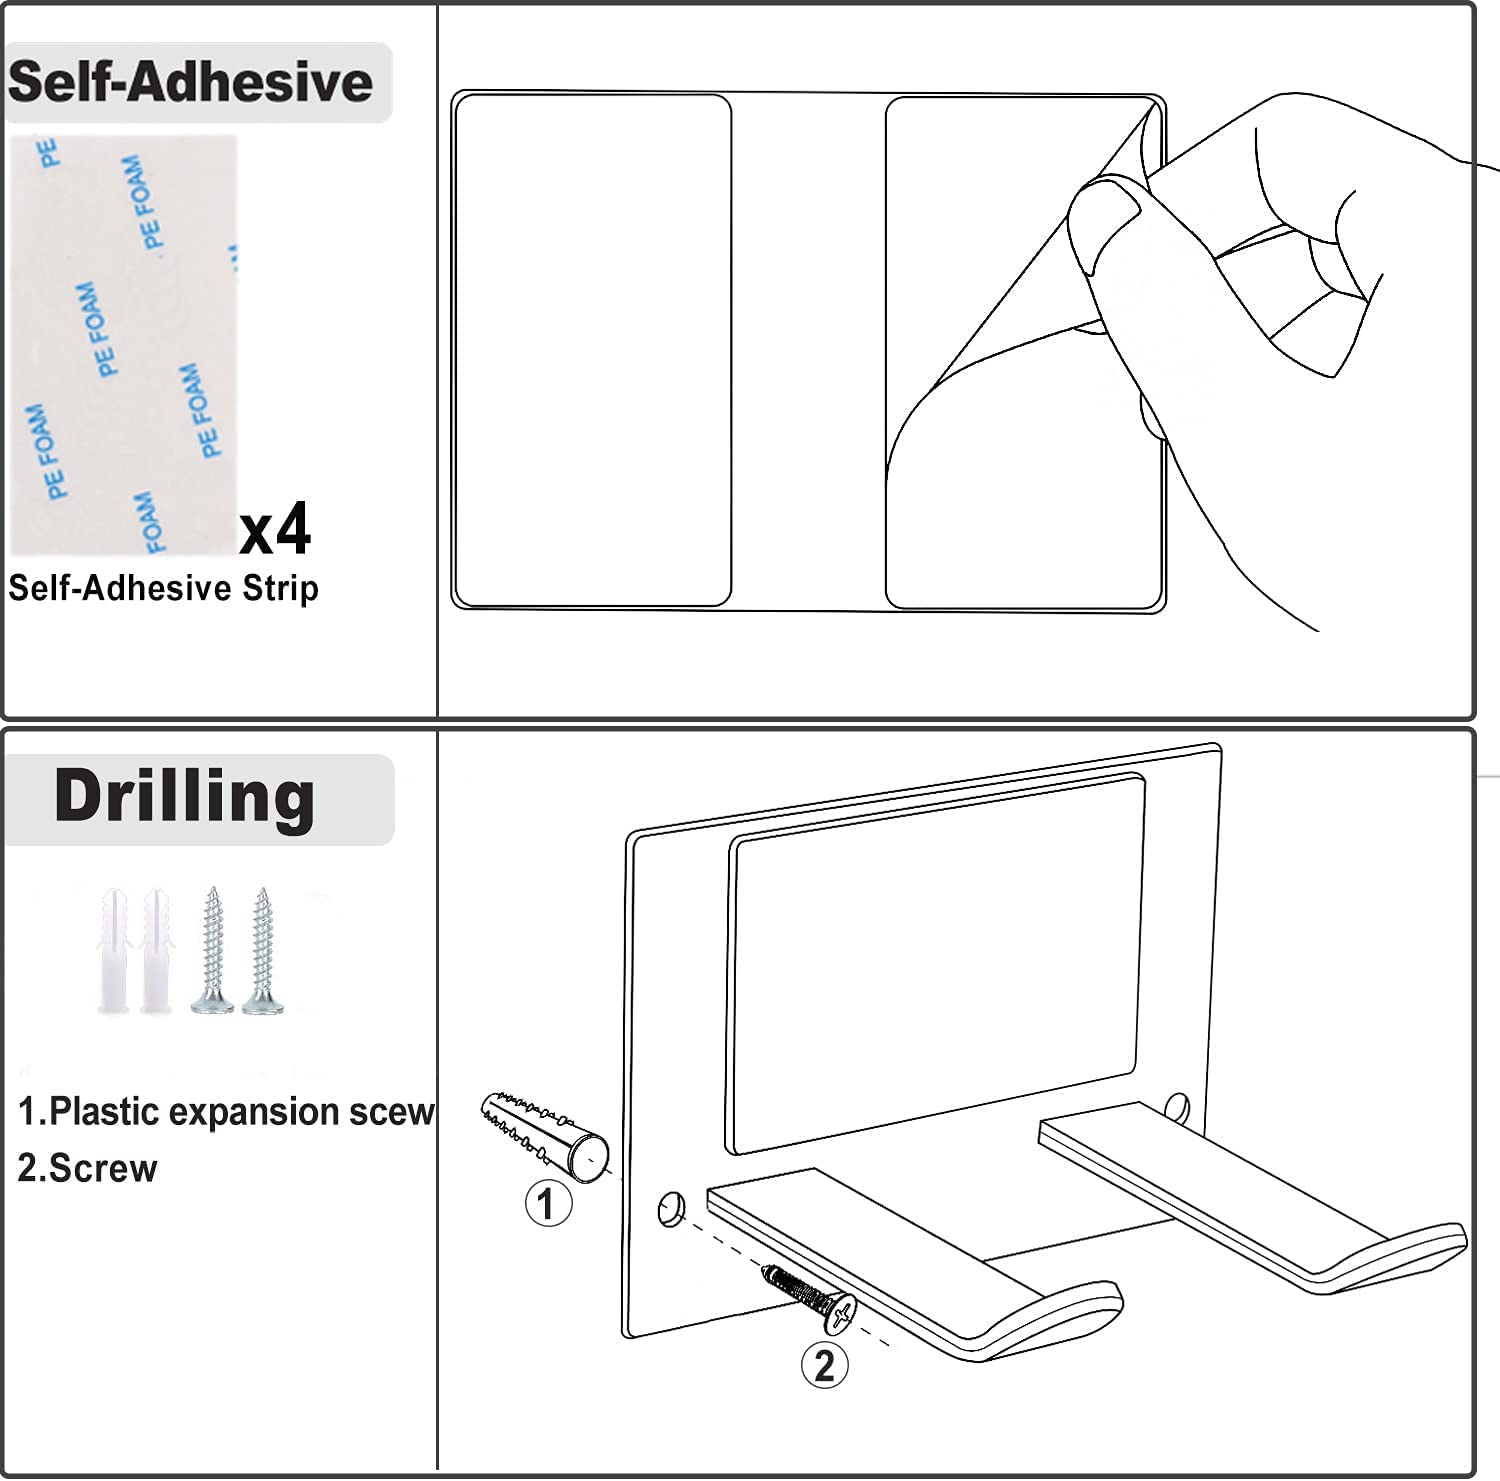 Self-Adhesive
PE
PE FOAM
PE FOAM
PE FOAM
PE FOAM
FOAM
x4
Self-Adhesive Strip
Drilling
1.Plastic expansion scew
2.Screw
1
2